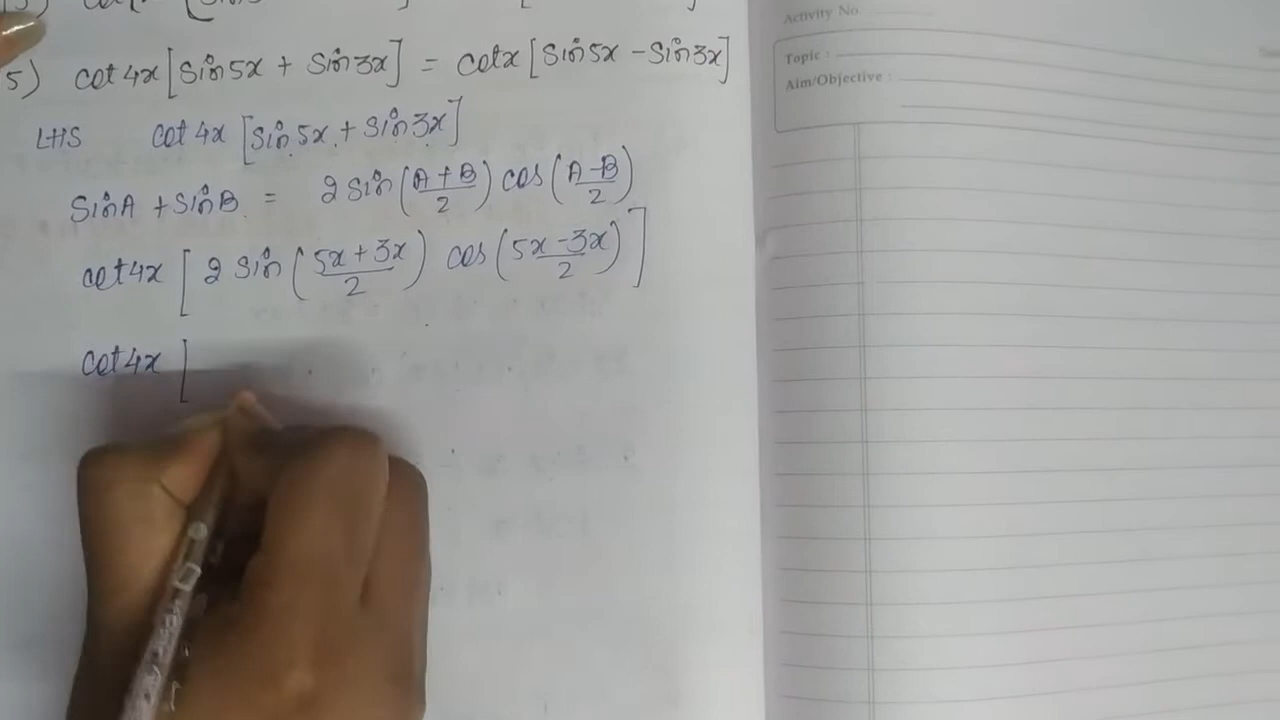 5) cot 4x [Sin 5x + Sin 3x] = cot x [Sin 5x - Sin 3x]
LHS cot 4x [Sin 5x + Sin 3x]
Sin A + Sin B = 2 Sin (A + B / 2) cos (A - B / 2)
cot 4x [2 Sin (5x + 3x / 2) cos (5x - 3x / 2)]
cot 4x [
Activity No
Topic :
Aim/Objective :